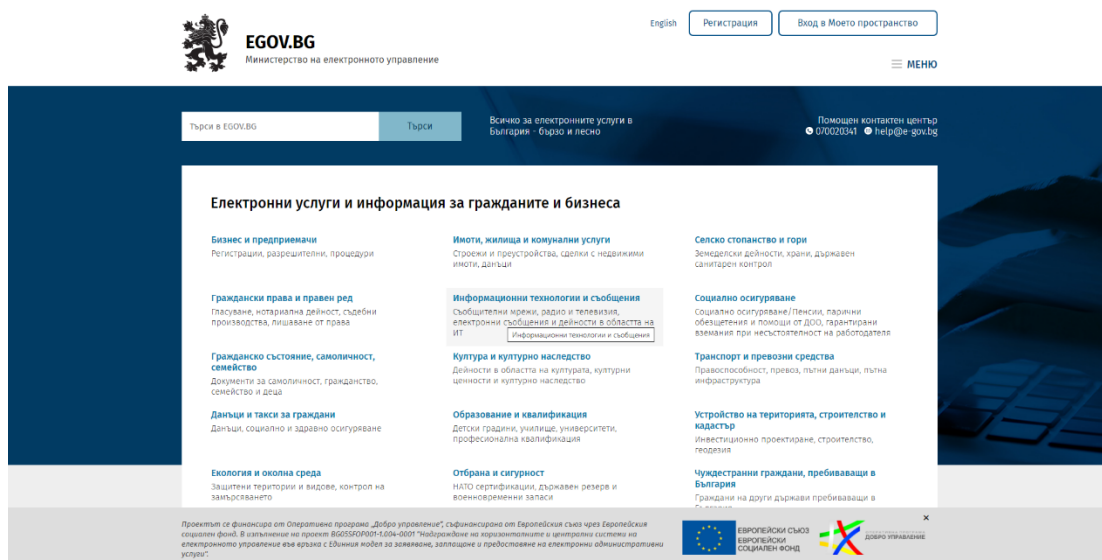 English
Регистрация
Вход в Моето пространство
EGOV.BG
Министерство на електронното управление
МЕНЮ
Търси в EGOV.BG
Търси
Всичко за електронните услуги в
България - бързо и лесно
Помощен контактен център
070020341 help@e-gov.bg
Електронни услуги и информация за гражданите и бизнеса
Бизнес и предприемачи
Регистрации, разрешителни, процедури
Имоти, жилища и комунални услуги
Строежи и преустройства, сделки с недвижими
имоти, данъци
Селско стопанство и гори
Земеделски дейности, храни, държавен
санитарен контрол
Граждански права и правен ред
Гласуване, нотариална дейност, съдебни
производства, лишаване от права
Информационни технологии и съобщения
Съобщителни мрежи, радио и телевизия,
електронни съобщения и дейности в областта на
ИТ
Информационни технологии и съобщения
Социално осигуряване
Социално осигуряване/Пенсии, парични
обезщетения и помощи от ДОО, гарантирани
вземания при несъстоятелност на работодателя
Гражданско състояние, самоличност,
семейство
Документи за самоличност, гражданство,
семейство и деца
Култура и културно наследство
Дейности в областта на културата, културни
ценности и културно наследство
Транспорт и превозни средства
Правоспособност, превоз, пътни данъци, пътна
инфраструктура
Данъци и такси за граждани
Данъци, социално и здравно осигуряване
Образование и квалификация
Детски градини, училище, университети,
професионална квалификация
Устройство на територията, строителство и
кадастър
Инвестиционно проектиране, строителство,
геодезия
Екология и околна среда
Защитени територии и видове, контрол на
замърсяването
Отбрана и сигурност
НАТО сертификации, държавен резерв и
военновременни запаси
Чуждестранни граждани, пребиваващи в
България
Граждани на други държави пребиваващи в
Проектът се финансира от Оперативна програма „Добро управление", съфинансирана от Европейския съюз чрез Европейския
социален фонд. В изпълнение на проект BG05SFOP001-1.004-0001 "Надграждане на хоризонталните и централни системи на
електронното управление във връзка с Единния модел за заявяване, заплащане и предоставяне на електронни административни
услуги".
ЕВРОПЕЙСКИ СЪЮЗ
ЕВРОПЕЙСКИ
СОЦИАЛЕН ФОНД
ДОБРО УПРАВЛЕНИЕ